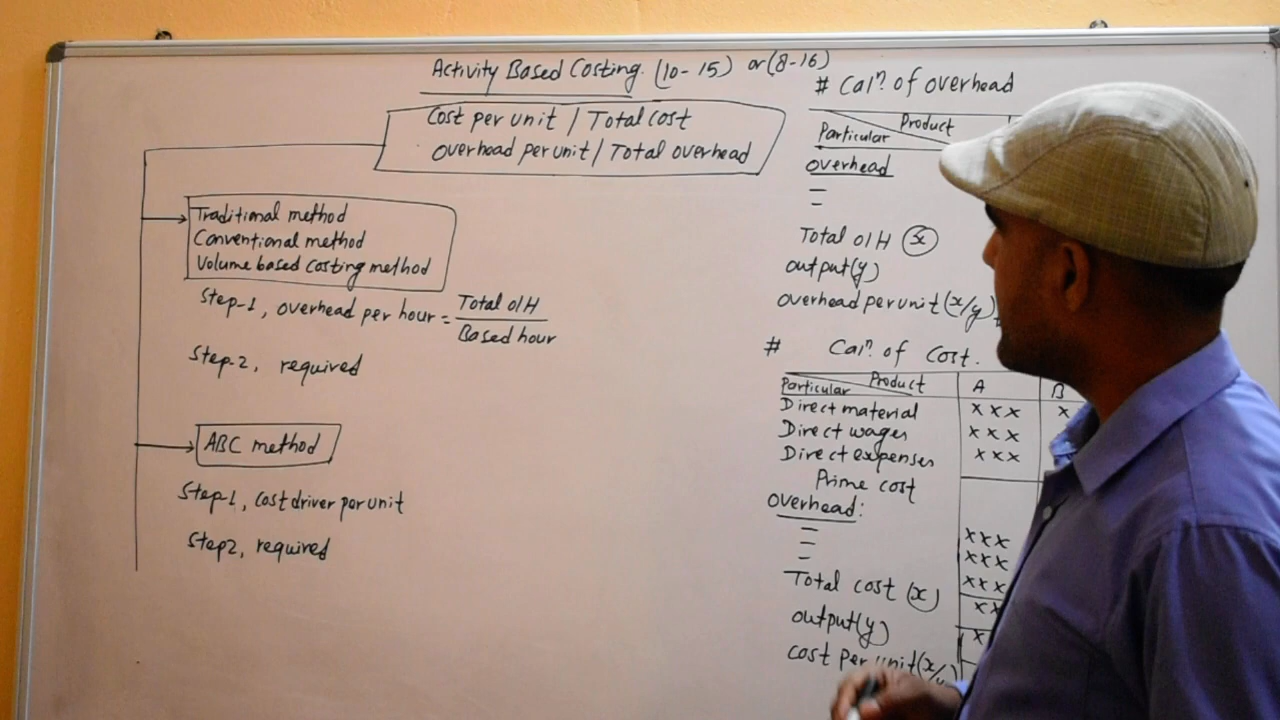 Activity Based Costing. (10-15) or (8-16)
Cost per unit / Total cost
overhead per unit / Total overhead
Traditional method
Conventional method
Volume based costing method
Step-1, overhead per hour = Total o/H / Based hour
Step-2, required
ABC method
Step-1, Cost driver per unit
Step2, required
# Calⁿ. of overhead
Product
Particular
overhead
Total o/H (x)
output(y)
overhead per unit (x/y)
# Calⁿ. of Cost.
Particular Product A B
Direct material xxx x
Direct wages xxx
Direct expenses xxx
Prime cost
overhead:
xxx
xxx
xxx
Total cost (x) xx
output(y) x
cost per unit (x/y)